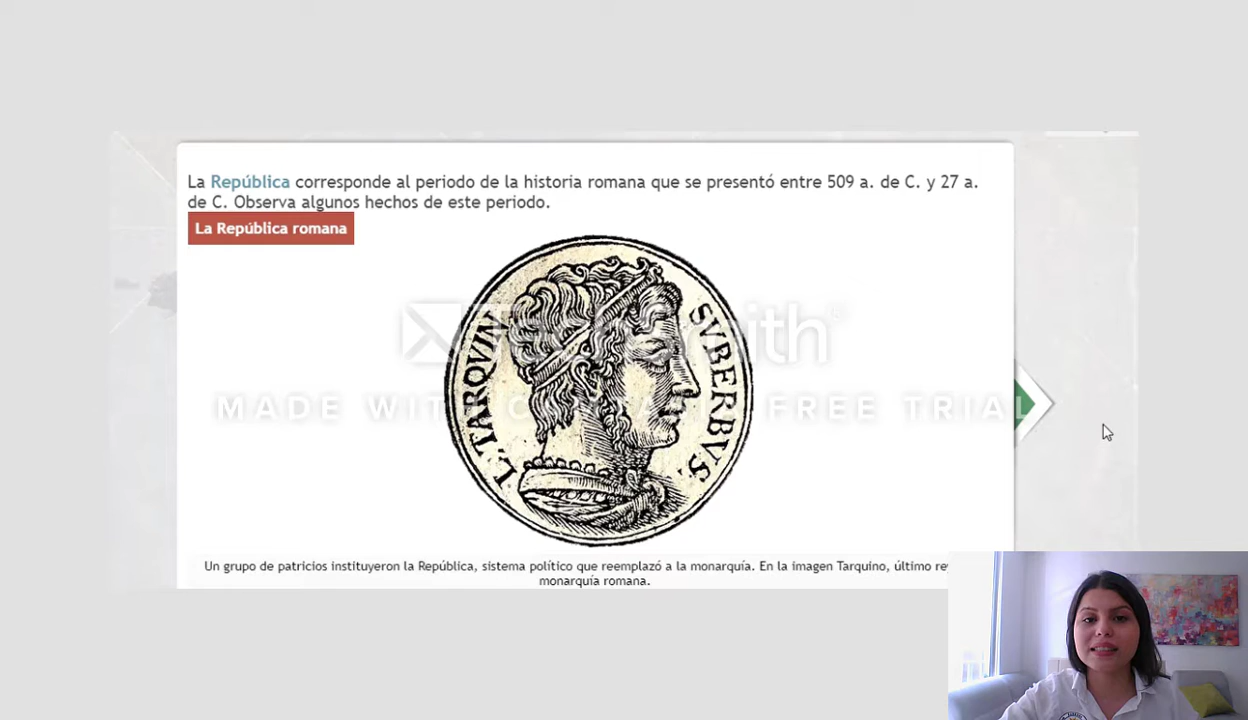 La República corresponde al periodo de la historia romana que se presentó entre 509 a. de C. y 27 a.
de C. Observa algunos hechos de este periodo.
La República romana
L. TARQVIN
SVBERBVS.
TechSmith
MADE WITH CAMTASIA FREE TRIAL
Un grupo de patricios instituyeron la República, sistema político que reemplazó a la monarquía. En la imagen Tarquino, último
monarquía romana.